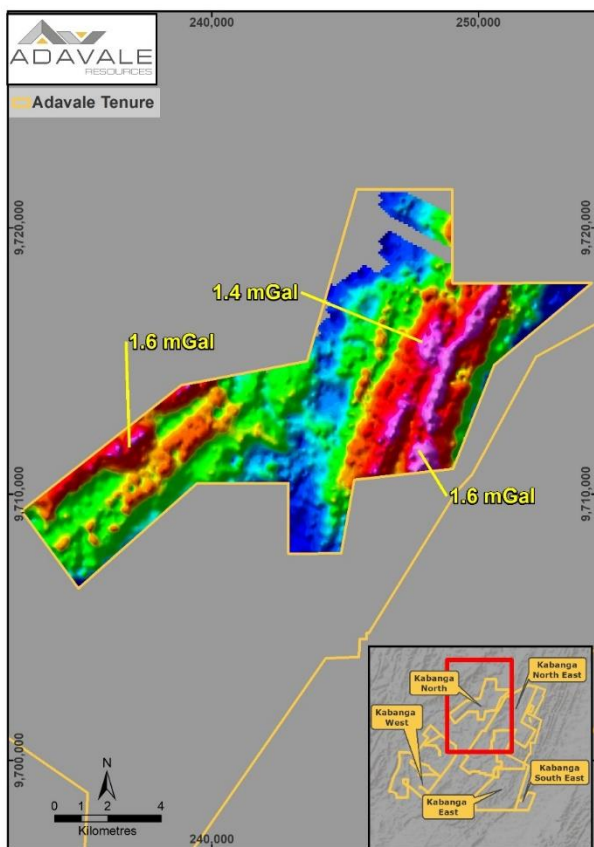 240,000
250,000
ADAVALE
RESOURCES
Adavale Tenure
9,720,000
9,720,000
1.4 mGal
1.6 mGal
9,710,000
9,710,000
1.6 mGal
Kabanga
North
Kabanga
North East
Kabanga
West
Kabanga
South East
Kabanga
East
9,700,000
N
0 1 2 4
Kilometres
240,000